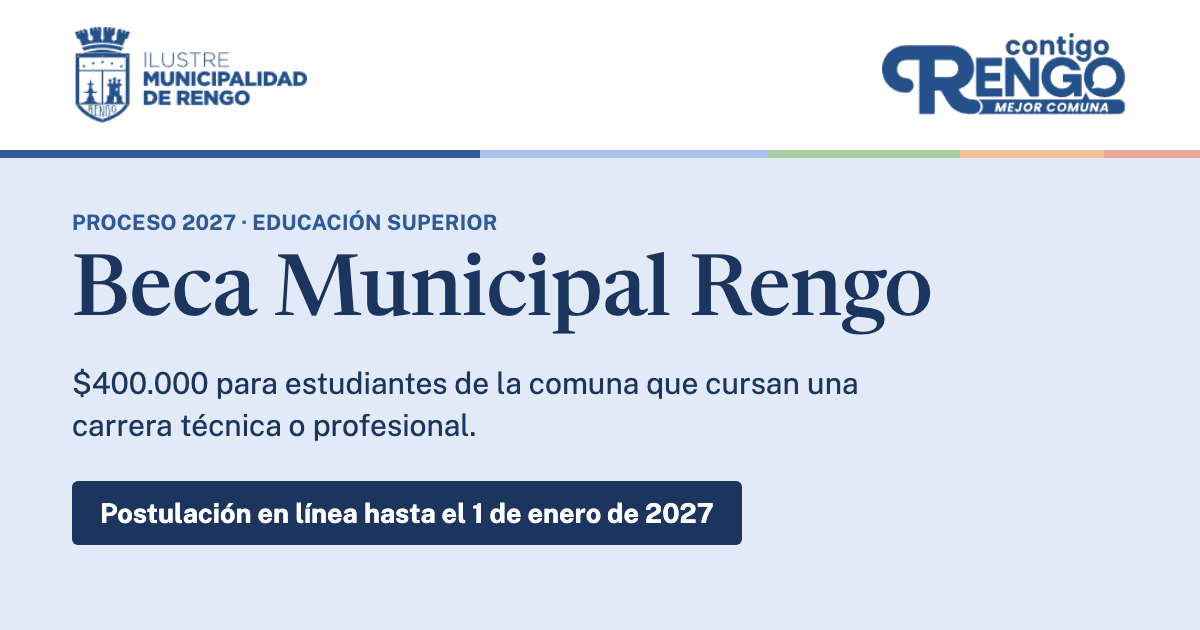 ILUSTRE
MUNICIPALIDAD
DE RENGO
RENGO
contigo
RENGO
MEJOR COMUNA
PROCESO 2027 · EDUCACIÓN SUPERIOR
Beca Municipal Rengo
$400.000 para estudiantes de la comuna que cursan una
carrera técnica o profesional.
Postulación en línea hasta el 1 de enero de 2027